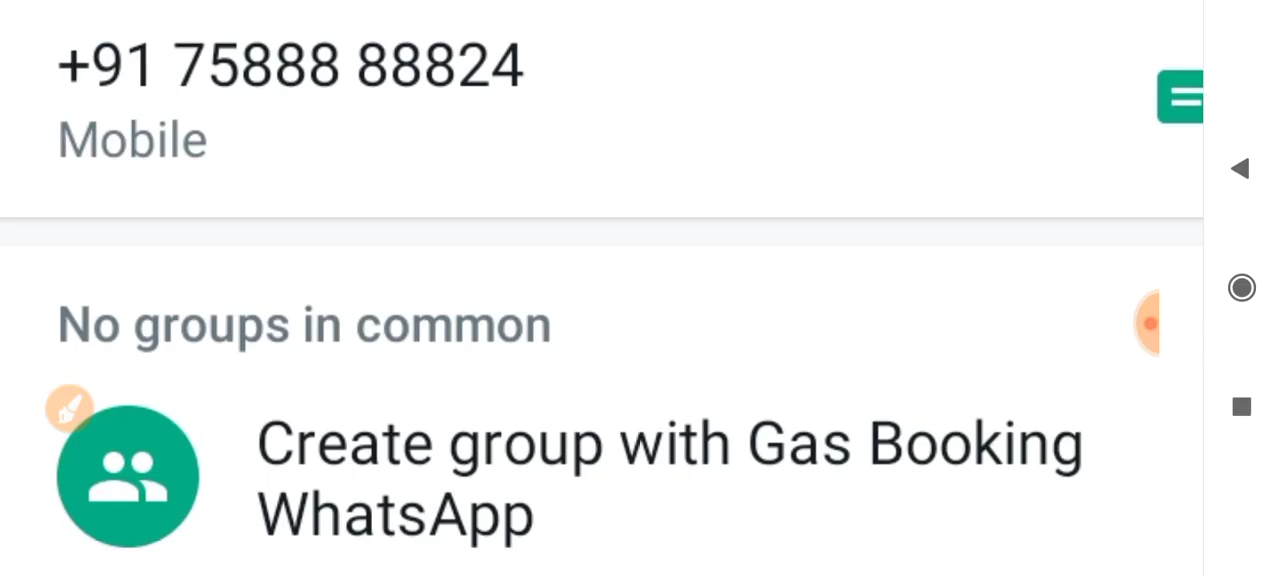 +91 75888 88824
Mobile
No groups in common
Create group with Gas Booking
WhatsApp